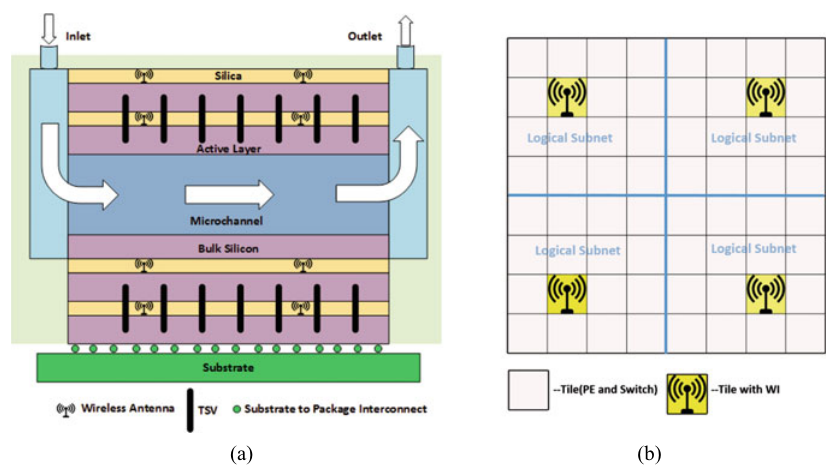 Inlet
Outlet
Silica
Active Layer
Microchannel
Bulk Silicon
Substrate
Wireless Antenna
TSV
Substrate to Package Interconnect
(a)
Logical Subnet
Logical Subnet
Logical Subnet
Logical Subnet
--Tile(PE and Switch)
--Tile with WI
(b)